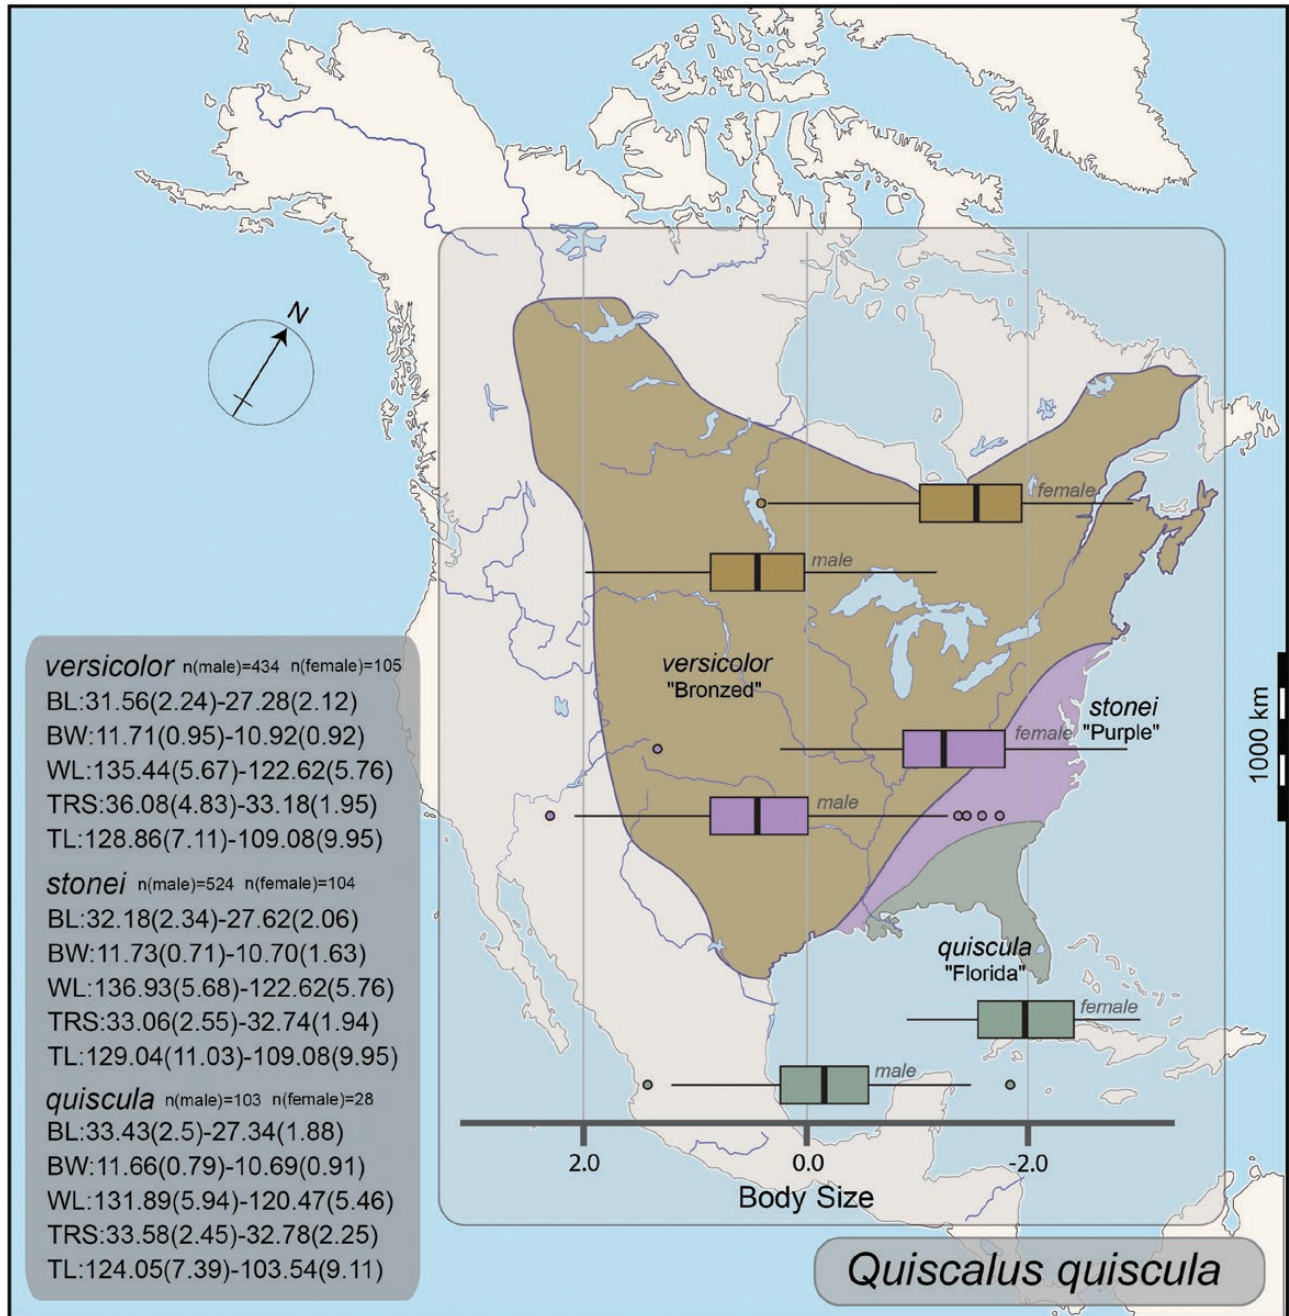 N
female
male
versicolor
"Bronzed"
stonei
"Purple"
female
male
quiscula
"Florida"
female
male
2.0 0.0 -2.0
Body Size
1000 km
versicolor n(male)=434 n(female)=105
BL:31.56(2.24)-27.28(2.12)
BW:11.71(0.95)-10.92(0.92)
WL:135.44(5.67)-122.62(5.76)
TRS:36.08(4.83)-33.18(1.95)
TL:128.86(7.11)-109.08(9.95)
stonei n(male)=524 n(female)=104
BL:32.18(2.34)-27.62(2.06)
BW:11.73(0.71)-10.70(1.63)
WL:136.93(5.68)-122.62(5.76)
TRS:33.06(2.55)-32.74(1.94)
TL:129.04(11.03)-109.08(9.95)
quiscula n(male)=103 n(female)=28
BL:33.43(2.5)-27.34(1.88)
BW:11.66(0.79)-10.69(0.91)
WL:131.89(5.94)-120.47(5.46)
TRS:33.58(2.45)-32.78(2.25)
TL:124.05(7.39)-103.54(9.11)
Quiscalus quiscula